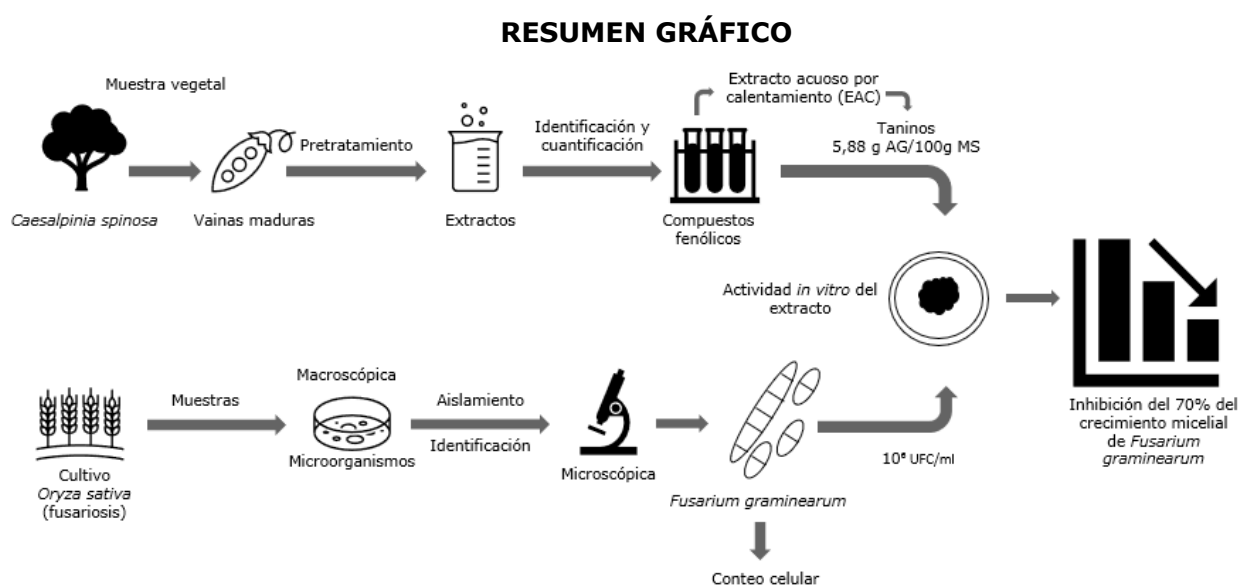 RESUMEN GRÁFICO
Muestra vegetal
Caesalpinia spinosa
Vainas maduras
Pretratamiento
Extractos
Identificación y
cuantificación
Compuestos
fenólicos
Extracto acuoso por
calentamiento (EAC)
Taninos
5,88 g AG/100g MS
Actividad in vitro del
extracto
Cultivo
Oryza sativa
(fusariosis)
Muestras
Macroscópica
Microorganismos
Aislamiento
Identificación
Microscópica
Fusarium graminearum
Conteo celular
10⁶ UFC/ml
Inhibición del 70% del
crecimiento micelial
de Fusarium
graminearum